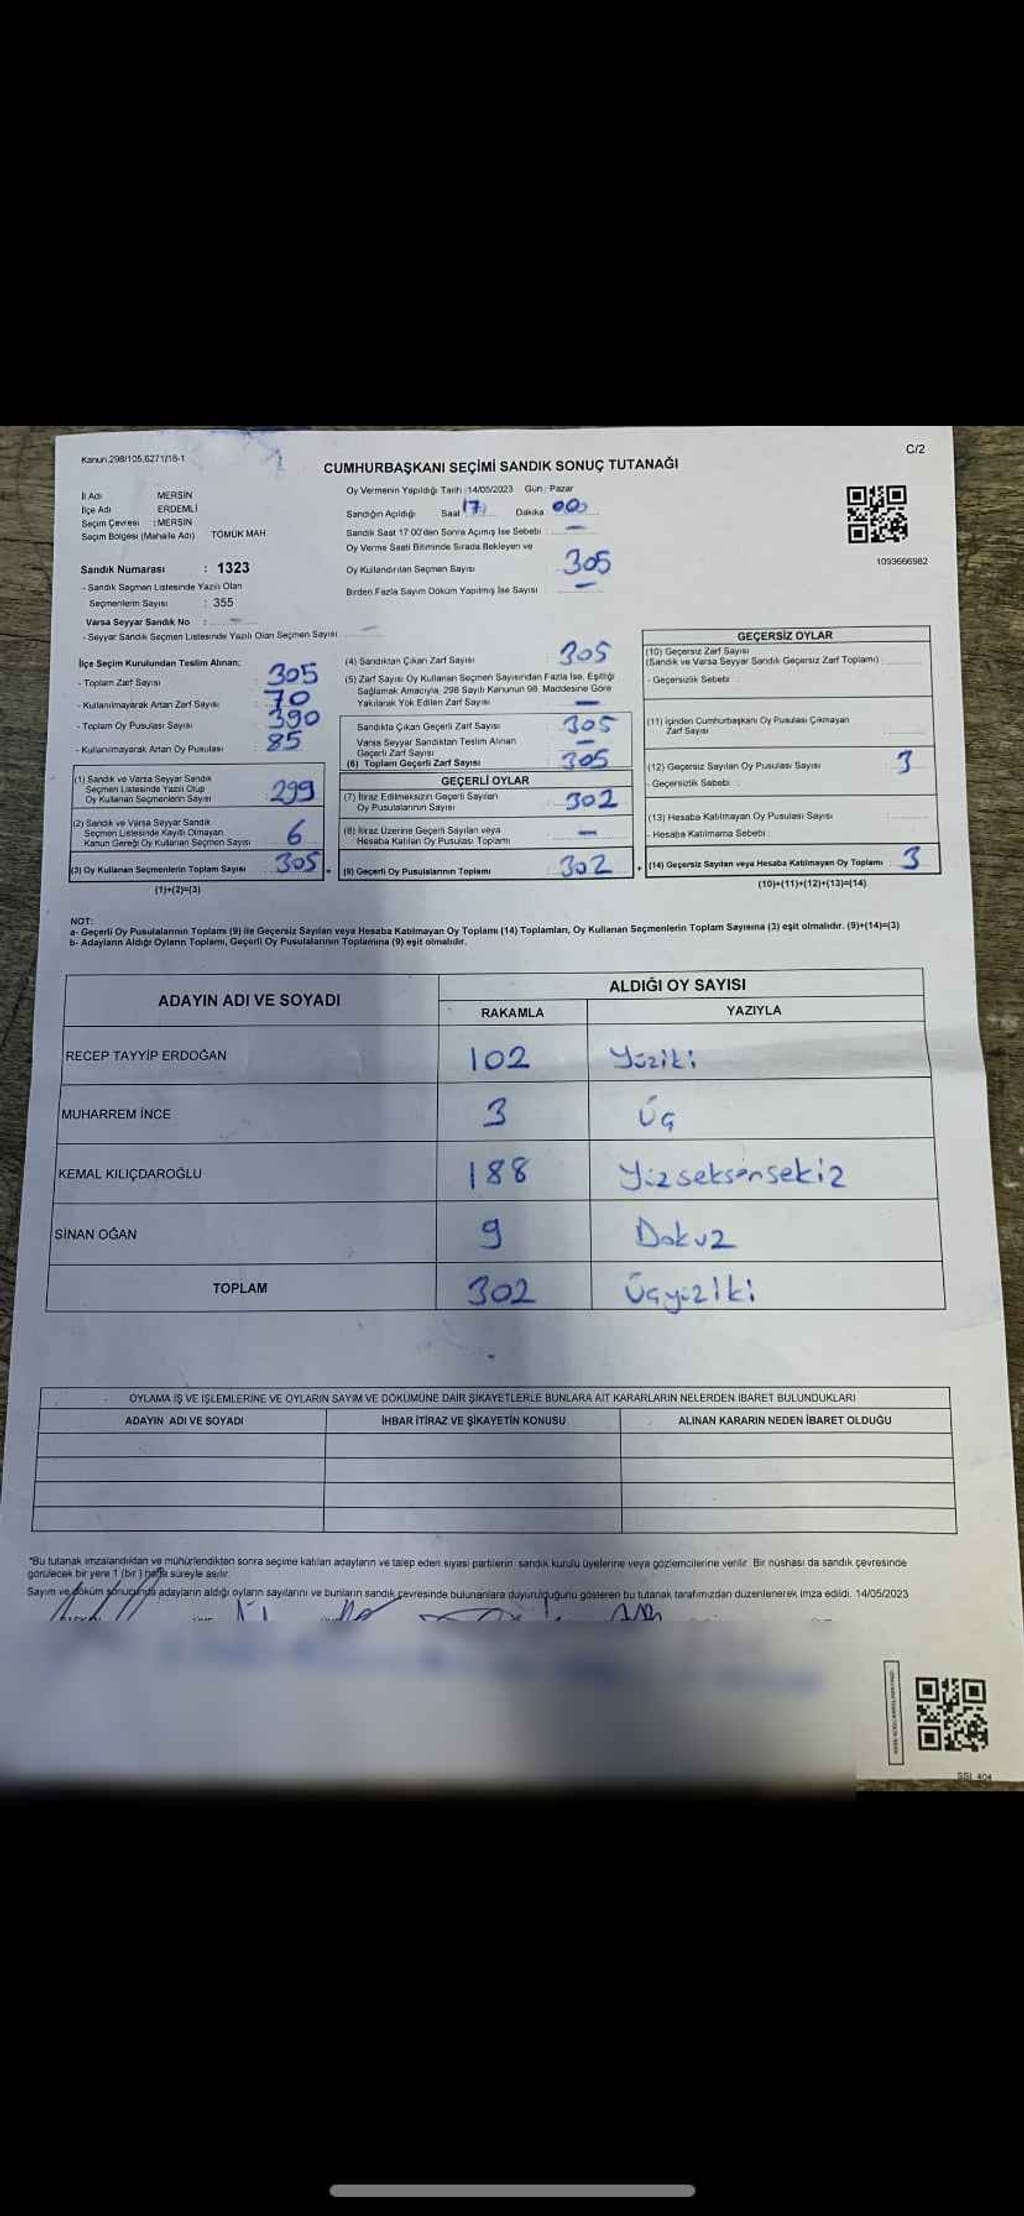 Kanun.298/105,6271/18-1
C/2
CUMHURBAŞKANI SEÇİMİ SANDIK SONUÇ TUTANAĞI
İl Adı MERSİN
İlçe Adı ERDEMLİ
Seçim Çevresi :MERSİN
Seçim Bölgesi (Mahalle Adı) TÖMÜK MAH.
Oy Vermenin Yapıldığı Tarih :14/05/2023 Gün : Pazar
Sandığın Açıldığı Saat 17 Dakika 00
Sandık Saat 17:00'den Sonra Açımış İse Sebebi : —
Oy Verme Saati Bitiminde Sırada Bekleyen ve
Oy Kullandırılan Seçmen Sayısı : 305
Birden Fazla Sayım Döküm Yapılmış İse Sayısı : —
1093666982
Sandık Numarası : 1323
- Sandık Seçmen Listesinde Yazılı Olan
Seçmenlerin Sayısı : 355
Varsa Seyyar Sandık No : —
- Seyyar Sandık Seçmen Listesinde Yazılı Olan Seçmen Sayısı —
İlçe Seçim Kurulundan Teslim Alınan;
- Toplam Zarf Sayısı : 305
- Kullanılmayarak Artan Zarf Sayısı : 70
- Toplam Oy Pusulası Sayısı : 390
- Kullanılmayarak Artan Oy Pusulası : 85
(1) Sandık ve Varsa Seyyar Sandık
Seçmen Listesinde Yazılı Olup
Oy Kullanan Seçmenlerin Sayısı 299
(2) Sandık ve Varsa Seyyar Sandık
Seçmen Listesinde Kayıtlı Olmayan
Kanun Gereği Oy Kullanan Seçmen Sayısı 6
(3) Oy Kullanan Seçmenlerin Toplam Sayısı 305
(1)+(2)=(3)
(4) Sandıktan Çıkan Zarf Sayısı : 305
(5) Zarf Sayısı Oy Kullanan Seçmen Sayısından Fazla İse, Eşitliği
Sağlamak Amacıyla, 298 Sayılı Kanunun 98. Maddesine Göre
Yakılarak Yok Edilen Zarf Sayısı : —
Sandıkta Çıkan Geçerli Zarf Sayısı : 305
Varsa Seyyar Sandıktan Teslim Alınan
Geçerli Zarf Sayısı : —
(6) Toplam Geçerli Zarf Sayısı : 305
GEÇERLİ OYLAR
(7) İtiraz Edilmeksizin Geçerli Sayılan
Oy Pusulalarının Sayısı : 302
(8) İtiraz Üzerine Geçerli Sayılan veya
Hesaba Katılan Oy Pusulası Toplamı : —
(9) Geçerli Oy Pusulalarının Toplamı : 302
GEÇERSİZ OYLAR
(10) Geçersiz Zarf Sayısı
(Sandık ve Varsa Seyyar Sandık Geçersiz Zarf Toplamı)
- Geçersizlik Sebebi :
(11) İçinden Cumhurbaşkanı Oy Pusulası Çıkmayan
Zarf Sayısı :
(12) Geçersiz Sayılan Oy Pusulası Sayısı : 3
- Geçersizlik Sebebi :
(13) Hesaba Katılmayan Oy Pusulası Sayısı :
- Hesaba Katılmama Sebebi :
+ (14) Geçersiz Sayılan veya Hesaba Katılmayan Oy Toplamı : 3
(10)+(11)+(12)+(13)=(14)
NOT:
a- Geçerli Oy Pusulalarının Toplamı (9) ile Geçersiz Sayılan veya Hesaba Katılmayan Oy Toplamı (14) Toplamları, Oy Kullanan Seçmenlerin Toplam Sayısına (3) eşit olmalıdır. (9)+(14)=(3)
b- Adayların Aldığı Oyların Toplamı, Geçerli Oy Pusulalarının Toplamına (9) eşit olmalıdır.
ADAYIN ADI VE SOYADI
ALDIĞI OY SAYISI
RAKAMLA YAZIYLA
RECEP TAYYİP ERDOĞAN 102 Yüziki
MUHARREM İNCE 3 Üç
KEMAL KILIÇDAROĞLU 188 Yüzseksensekiz
SİNAN OĞAN 9 Dokuz
TOPLAM 302 Üçyüziki
OYLAMA İŞ VE İŞLEMLERİNE VE OYLARIN SAYIM VE DÖKÜMÜNE DAİR ŞİKAYETLERLE BUNLARA AİT KARARLARIN NELERDEN İBARET BULUNDUKLARI
ADAYIN ADI VE SOYADI İHBAR İTİRAZ VE ŞİKAYETİN KONUSU ALINAN KARARIN NEDEN İBARET OLDUĞU
*Bu tutanak imzalandıktan ve mühürlendikten sonra seçime katılan adayların ve talep eden siyasi partilerin sandık kurulu üyelerine veya gözlemcilerine verilir. Bir nüshası da sandık çevresinde
görülecek bir yere 1 (bir ) hafta süreyle asılır.
Sayım ve döküm sonucunda adayların aldığı oyların sayılarını ve bunların sandık çevresinde bulunanlara duyurulduğunu gösteren bu tutanak tarafımızdan düzenlenerek imza edildi. 14/05/2023
SSI_404